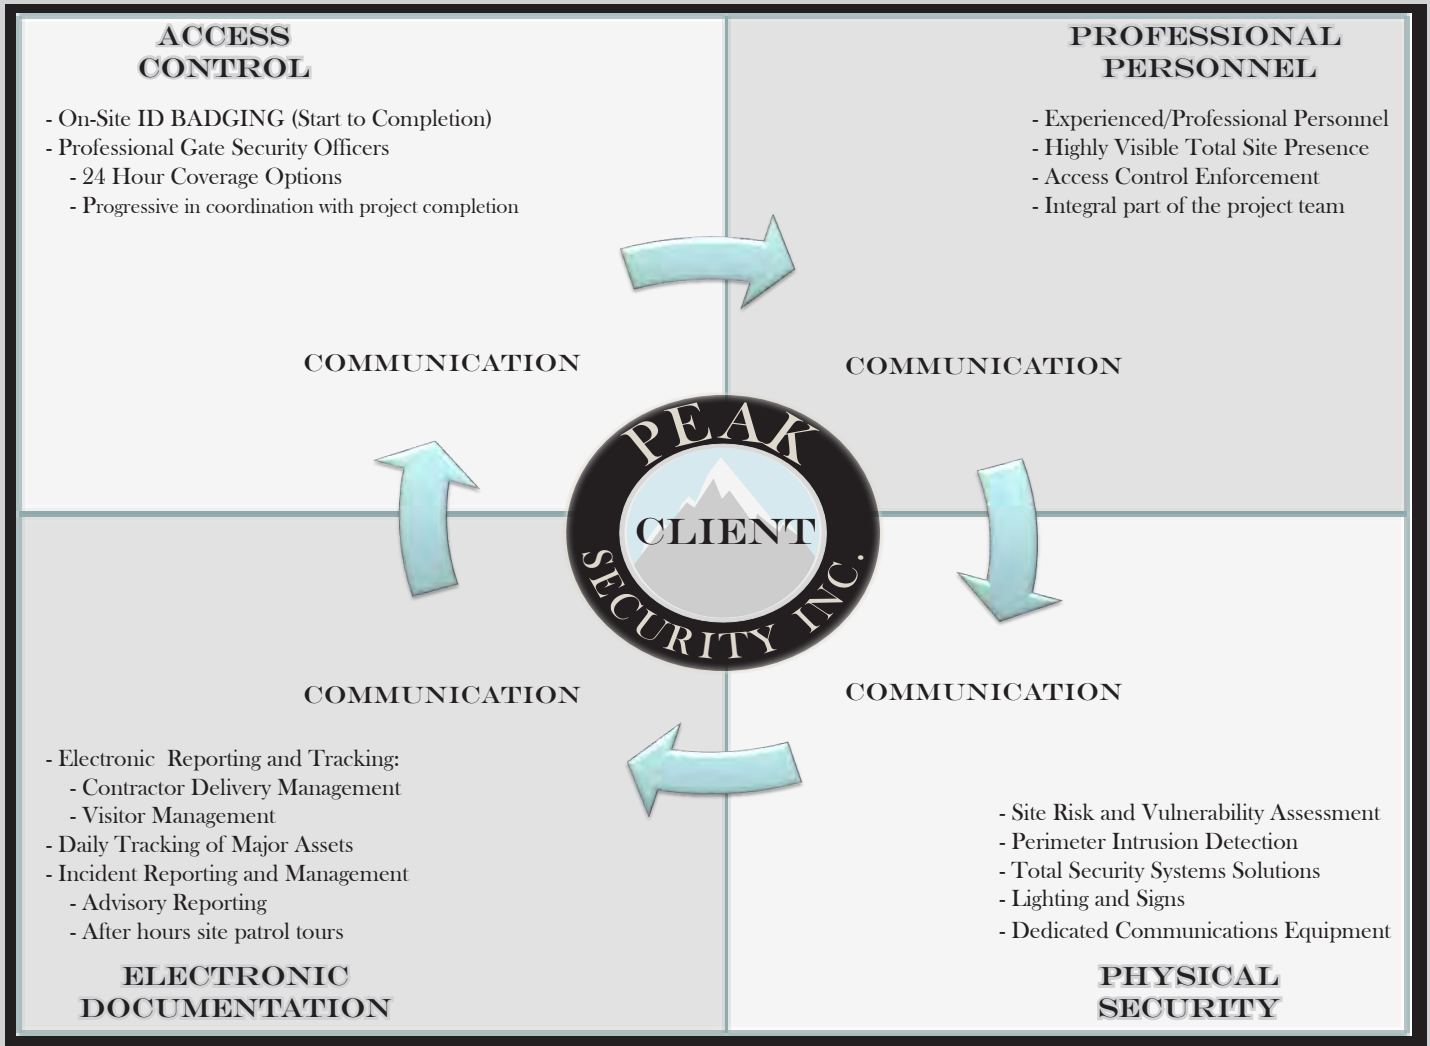 ACCESS
CONTROL
- On-Site ID BADGING (Start to Completion)
- Professional Gate Security Officers
- 24 Hour Coverage Options
- Progressive in coordination with project completion
COMMUNICATION
PROFESSIONAL
PERSONNEL
- Experienced/Professional Personnel
- Highly Visible Total Site Presence
- Access Control Enforcement
- Integral part of the project team
COMMUNICATION
PEAK
CLIENT
SECURITY INC.
COMMUNICATION
- Electronic  Reporting and Tracking:
- Contractor Delivery Management
- Visitor Management
- Daily Tracking of Major Assets
- Incident Reporting and Management
- Advisory Reporting
- After hours site patrol tours
ELECTRONIC
DOCUMENTATION
COMMUNICATION
- Site Risk and Vulnerability Assessment
- Perimeter Intrusion Detection
- Total Security Systems Solutions
- Lighting and Signs
- Dedicated Communications Equipment
PHYSICAL
SECURITY